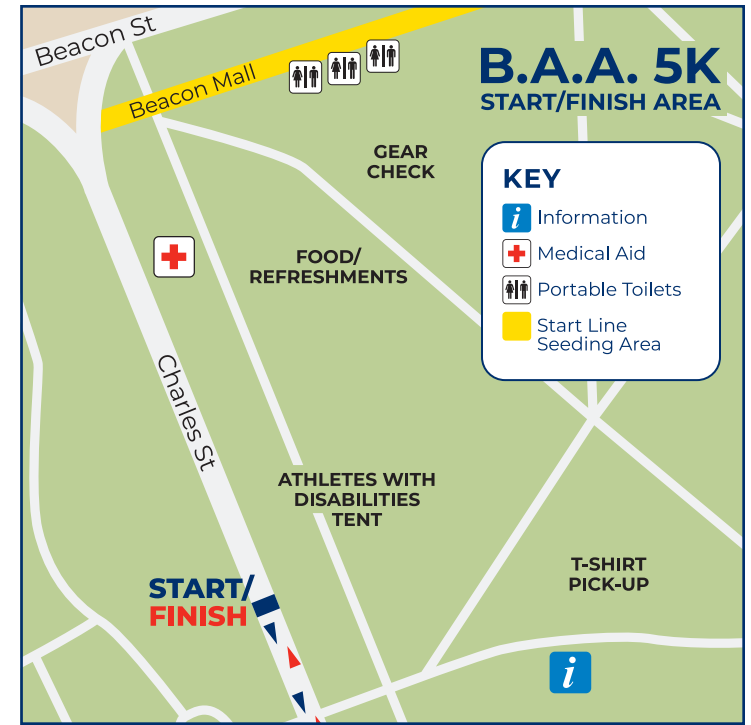 Beacon St
Beacon Mall
B.A.A. 5K
START/FINISH AREA
GEAR
CHECK
KEY
i Information
Medical Aid
Portable Toilets
Start Line
Seeding Area
FOOD/
REFRESHMENTS
Charles St
ATHLETES WITH
DISABILITIES
TENT
START/
FINISH
T-SHIRT
PICK-UP
i